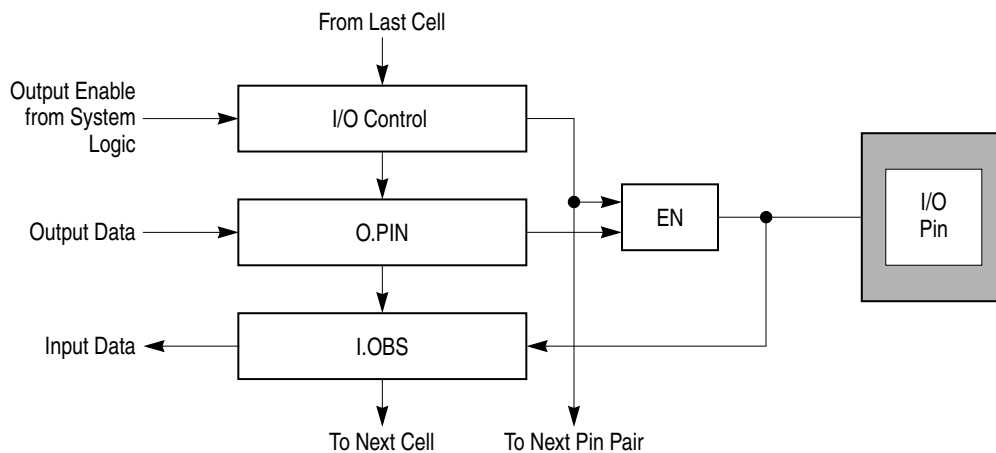 From Last Cell
Output Enable
from System
Logic
I/O Control
I/O
Pin
EN
Output Data
O.PIN
Input Data
I.OBS
To Next Cell
To Next Pin Pair